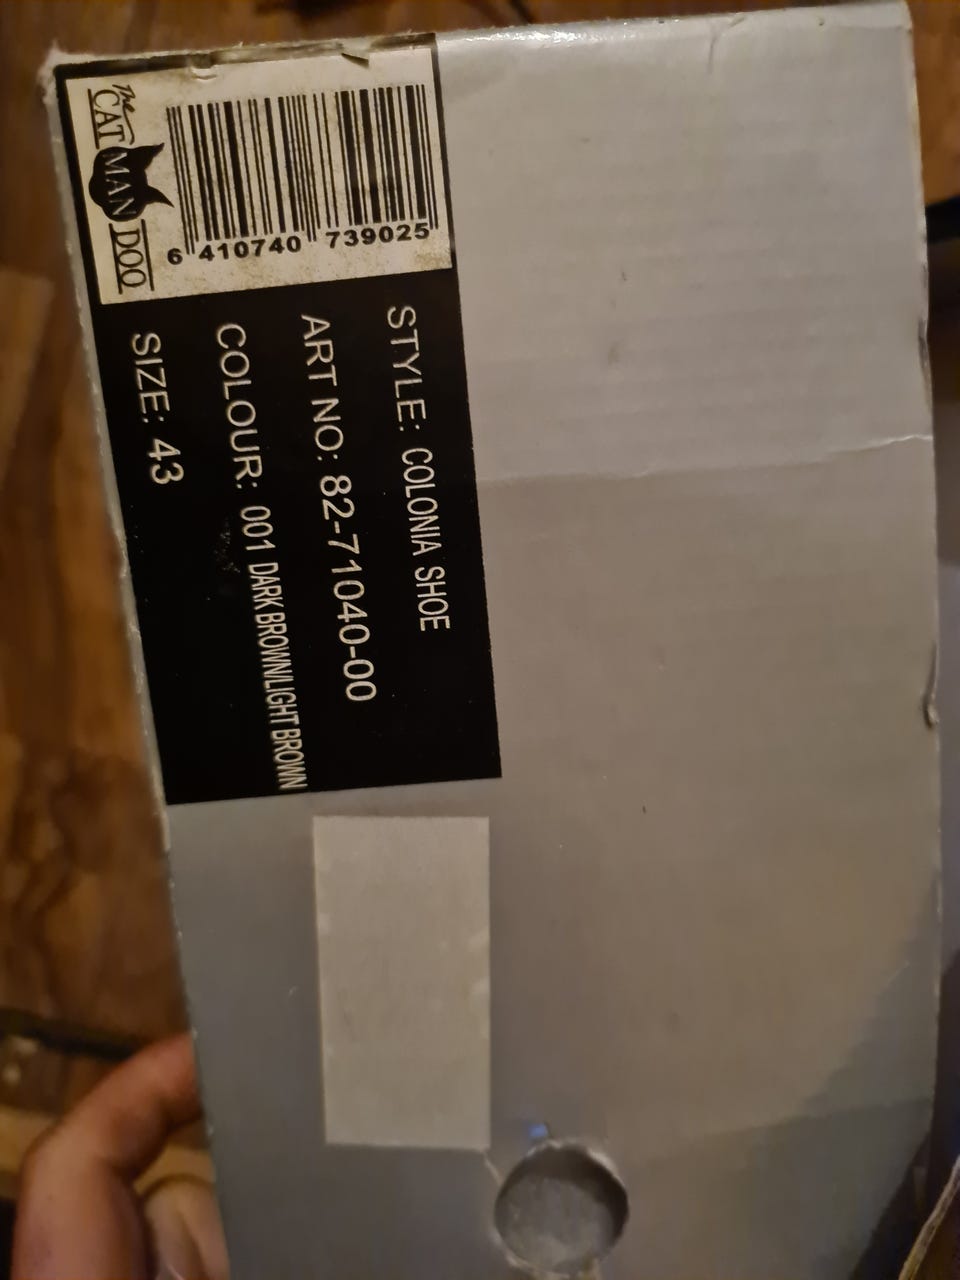 The
CAT MAN DOO
6 410740 739025
STYLE: COLONIA SHOE
ART NO: 82-71040-00
COLOUR: 001 DARK BROWN/LIGHT BROWN
SIZE: 43